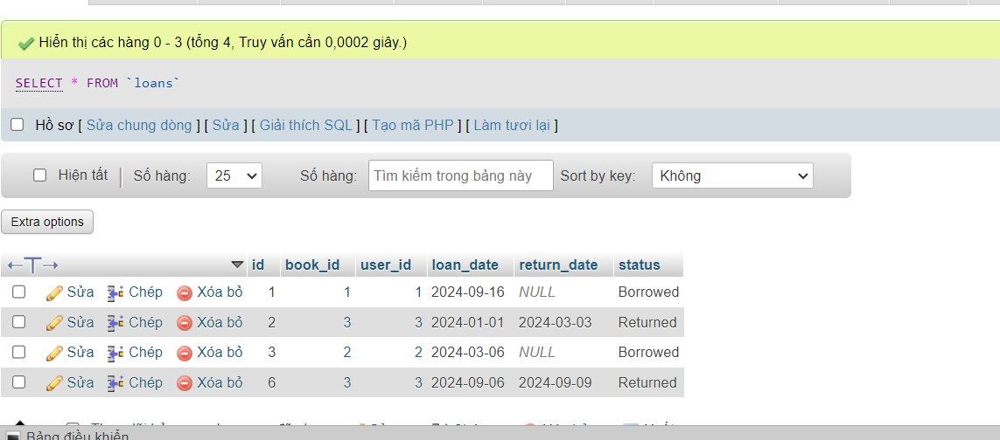 Hiển thị các hàng 0 - 3 (tổng 4, Truy vấn cần 0,0002 giây.)
SELECT * FROM `loans`
Hồ sơ [ Sửa chung dòng ] [ Sửa ] [ Giải thích SQL ] [ Tạo mã PHP ] [ Làm tươi lại ]
Hiện tất Số hàng: 25 Số hàng: Tìm kiếm trong bảng này Sort by key: Không
Extra options
id book_id user_id loan_date return_date status
Sửa Chép Xóa bỏ 1 1 1 2024-09-16 NULL Borrowed
Sửa Chép Xóa bỏ 2 3 3 2024-01-01 2024-03-03 Returned
Sửa Chép Xóa bỏ 3 2 2 2024-03-06 NULL Borrowed
Sửa Chép Xóa bỏ 6 3 3 2024-09-06 2024-09-09 Returned
Bảng điều khiển